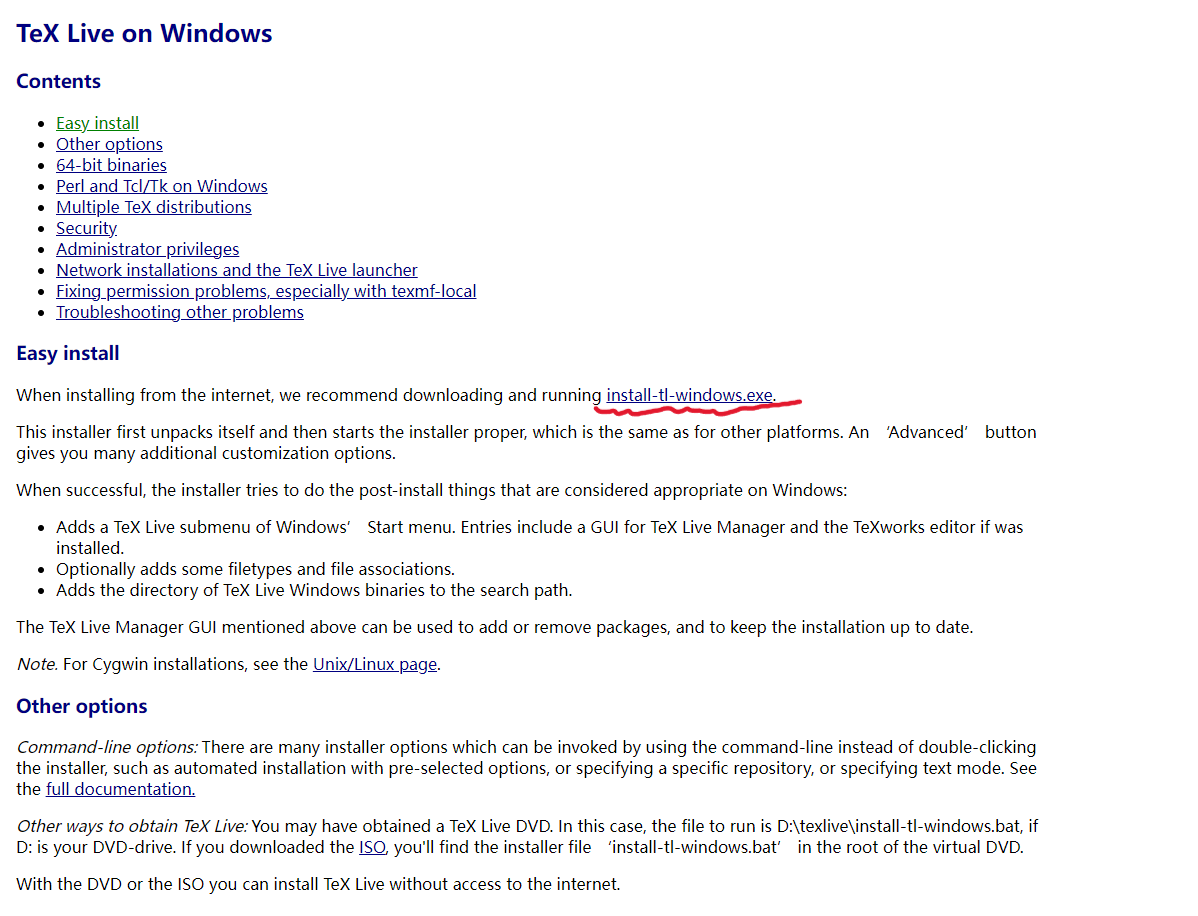 TeX Live on Windows
Contents
Easy install
Other options
64-bit binaries
Perl and Tcl/Tk on Windows
Multiple TeX distributions
Security
Administrator privileges
Network installations and the TeX Live launcher
Fixing permission problems, especially with texmf-local
Troubleshooting other problems
Easy install
When installing from the internet, we recommend downloading and running install-tl-windows.exe.
This installer first unpacks itself and then starts the installer proper, which is the same as for other platforms. An ‘Advanced’ button
gives you many additional customization options.
When successful, the installer tries to do the post-install things that are considered appropriate on Windows:
Adds a TeX Live submenu of Windows’ Start menu. Entries include a GUI for TeX Live Manager and the TeXworks editor if was
installed.
Optionally adds some filetypes and file associations.
Adds the directory of TeX Live Windows binaries to the search path.
The TeX Live Manager GUI mentioned above can be used to add or remove packages, and to keep the installation up to date.
Note. For Cygwin installations, see the Unix/Linux page.
Other options
Command-line options: There are many installer options which can be invoked by using the command-line instead of double-clicking
the installer, such as automated installation with pre-selected options, or specifying a specific repository, or specifying text mode. See
the full documentation.
Other ways to obtain TeX Live: You may have obtained a TeX Live DVD. In this case, the file to run is D:\texlive\install-tl-windows.bat, if
D: is your DVD-drive. If you downloaded the ISO, you'll find the installer file ‘install-tl-windows.bat’ in the root of the virtual DVD.
With the DVD or the ISO you can install TeX Live without access to the internet.